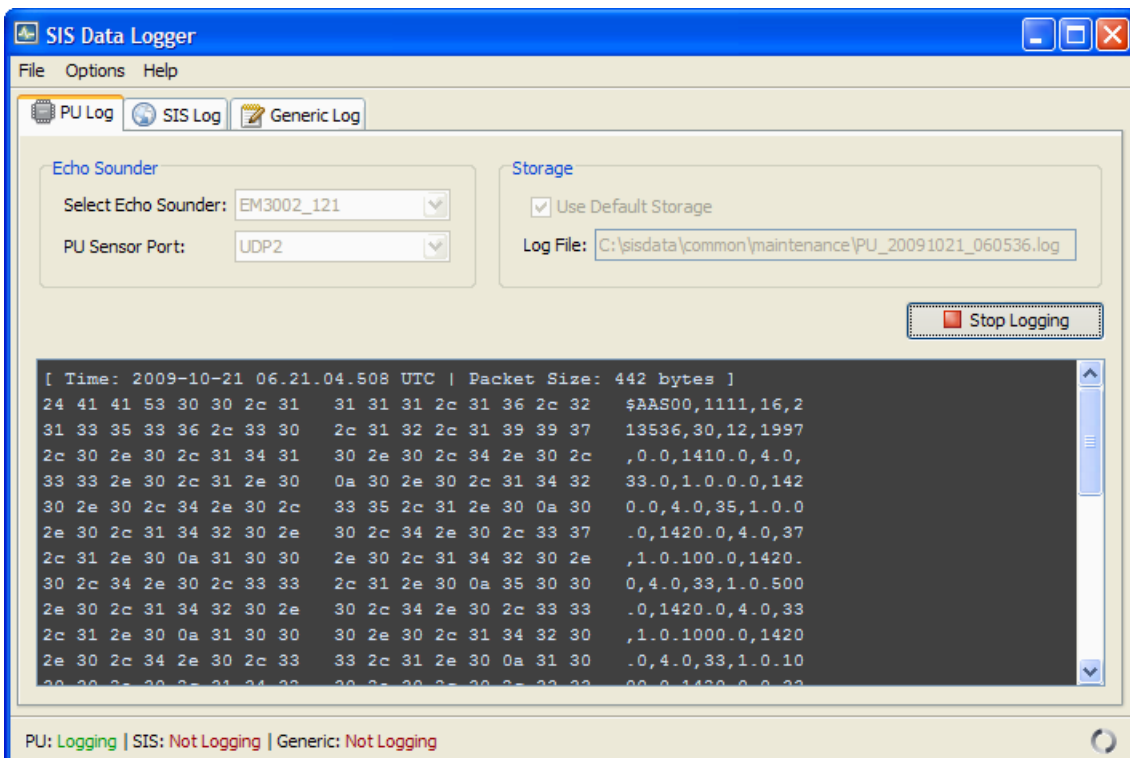 SIS Data Logger
File Options Help
PU Log SIS Log Generic Log
Echo Sounder
Select Echo Sounder: EM3002_121
PU Sensor Port: UDP2
Storage
Use Default Storage
Log File: C:\sisdata\common\maintenance\PU_20091021_060536.log
Stop Logging
[ Time: 2009-10-21 06.21.04.508 UTC | Packet Size: 442 bytes ]
24 41 41 53 30 30 2c 31 31 31 31 2c 31 36 2c 32 $AAS00,1111,16,2
31 33 35 33 36 2c 33 30 2c 31 32 2c 31 39 39 37 13536,30,12,1997
2c 30 2e 30 2c 31 34 31 30 2e 30 2c 34 2e 30 2c ,0.0,1410.0,4.0,
33 33 2e 30 2c 31 2e 30 0a 30 2e 30 2c 31 34 32 33.0,1.0.0.0,142
30 2e 30 2c 34 2e 30 2c 33 35 2c 31 2e 30 0a 30 0.0,4.0,35,1.0.0
2e 30 2c 31 34 32 30 2e 30 2c 34 2e 30 2c 33 37 .0,1420.0,4.0,37
2c 31 2e 30 0a 31 30 30 2e 30 2c 31 34 32 30 2e ,1.0.100.0,1420.
30 2c 34 2e 30 2c 33 33 2c 31 2e 30 0a 35 30 30 0,4.0,33,1.0.500
2e 30 2c 31 34 32 30 2e 30 2c 34 2e 30 2c 33 33 .0,1420.0,4.0,33
2c 31 2e 30 0a 31 30 30 30 2e 30 2c 31 34 32 30 ,1.0.1000.0,1420
2e 30 2c 34 2e 30 2c 33 33 2c 31 2e 30 0a 31 30 .0,4.0,33,1.0.10
PU: Logging | SIS: Not Logging | Generic: Not Logging